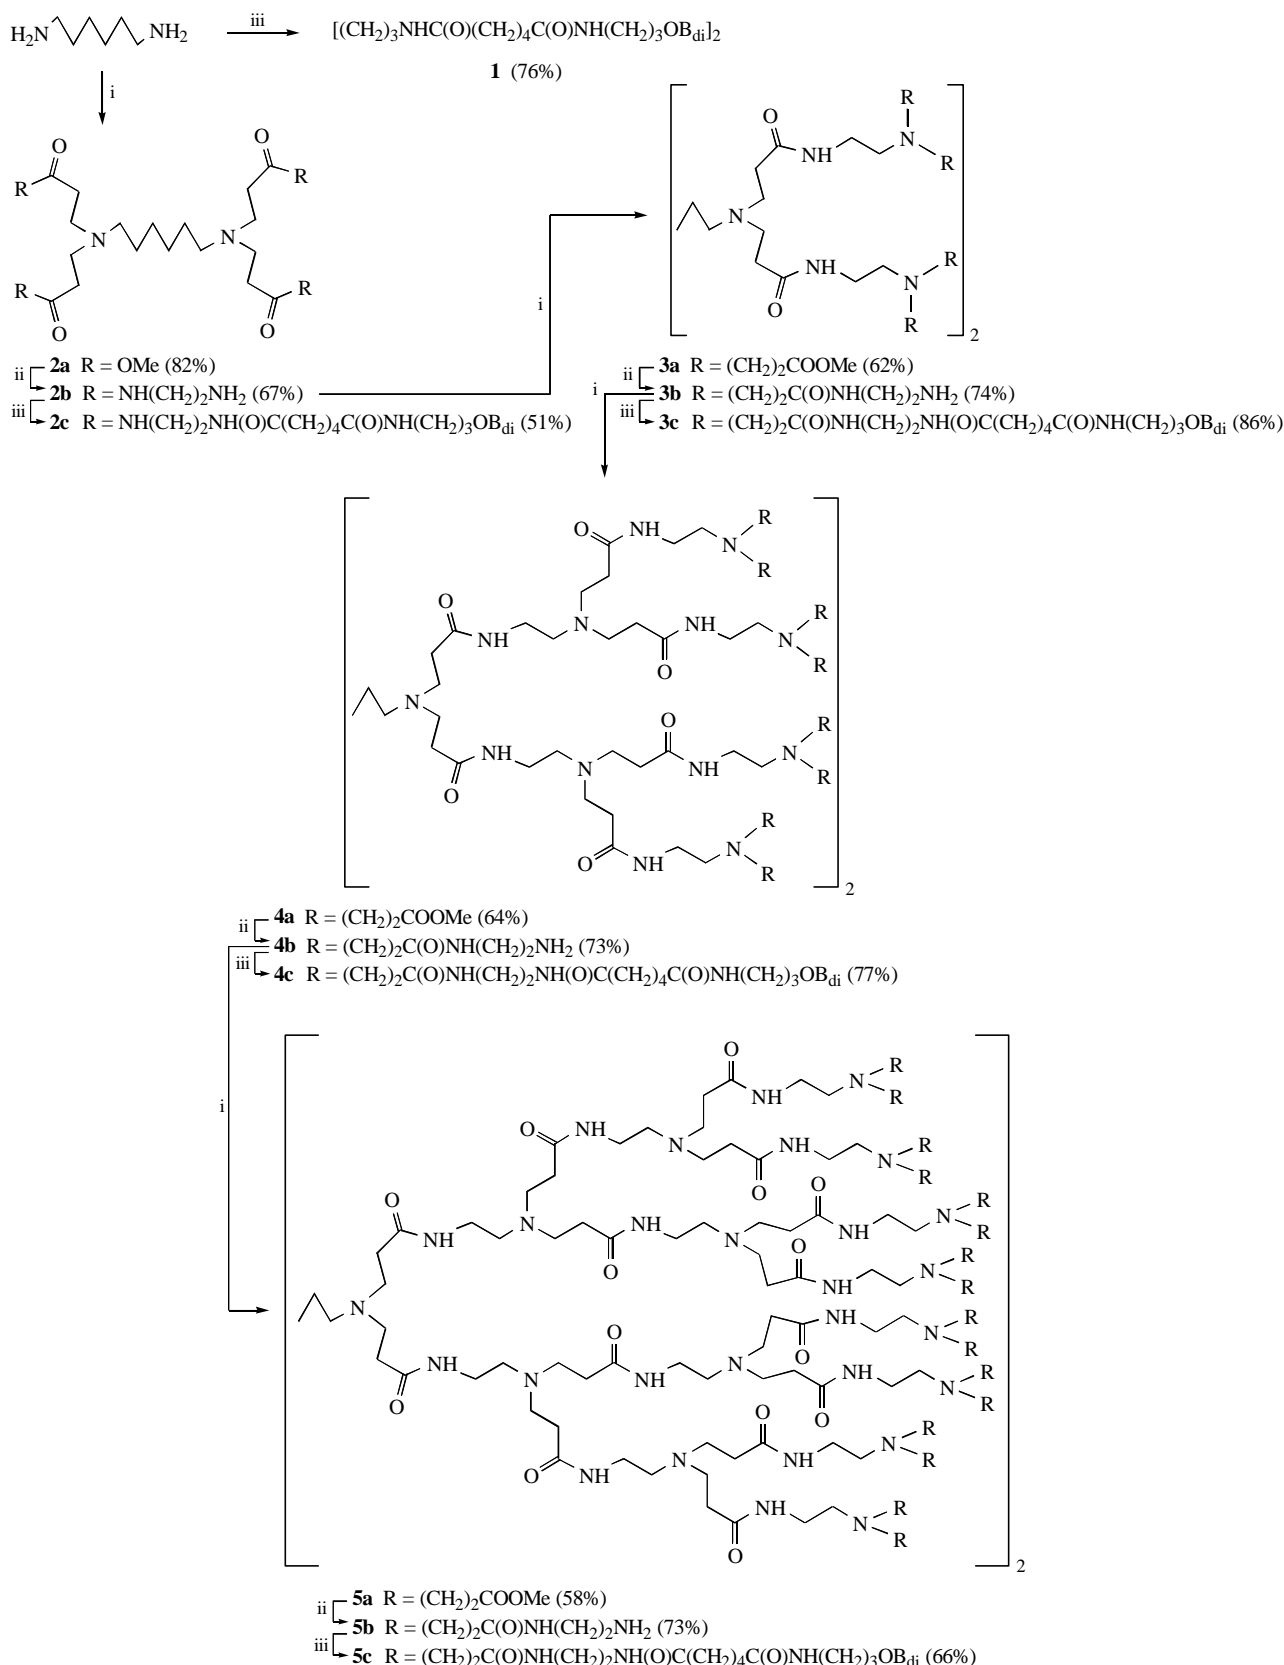 H₂N NH₂ iii [(CH₂)₃NHC(O)(CH₂)₄C(O)NH(CH₂)₃OB_di]₂
1 (76%)
i
O O
R R
N N
R R
O O
2a R = OMe (82%)
ii
2b R = NH(CH₂)₂NH₂ (67%)
iii
2c R = NH(CH₂)₂NH(O)C(CH₂)₄C(O)NH(CH₂)₃OB_di (51%)
i
R
O
N
NH R
N
NH R
N
O
R
2
3a R = (CH₂)₂COOMe (62%)
ii
3b R = (CH₂)₂C(O)NH(CH₂)₂NH₂ (74%)
iii
3c R = (CH₂)₂C(O)NH(CH₂)₂NH(O)C(CH₂)₄C(O)NH(CH₂)₃OB_di (86%)
i
O NH R
N
R
O R
N NH
NH N
O R
N
O R
NH N
N NH R
O
R
O NH N
R
2
4a R = (CH₂)₂COOMe (64%)
ii
4b R = (CH₂)₂C(O)NH(CH₂)₂NH₂ (73%)
iii
4c R = (CH₂)₂C(O)NH(CH₂)₂NH(O)C(CH₂)₄C(O)NH(CH₂)₃OB_di (77%)
i
O R
N
NH R
O NH
N NH R
N
O R
O O R
N NH N
NH N NH R
O O R
N
NH R
N
NH R
O N
NH N O R
N NH NH R
N
O O R
O R
N N
O NH NH R
NH R
N
O R
2
5a R = (CH₂)₂COOMe (58%)
ii
5b R = (CH₂)₂C(O)NH(CH₂)₂NH₂ (73%)
iii
5c R = (CH₂)₂C(O)NH(CH₂)₂NH(O)C(CH₂)₄C(O)NH(CH₂)₃OB_di (66%)